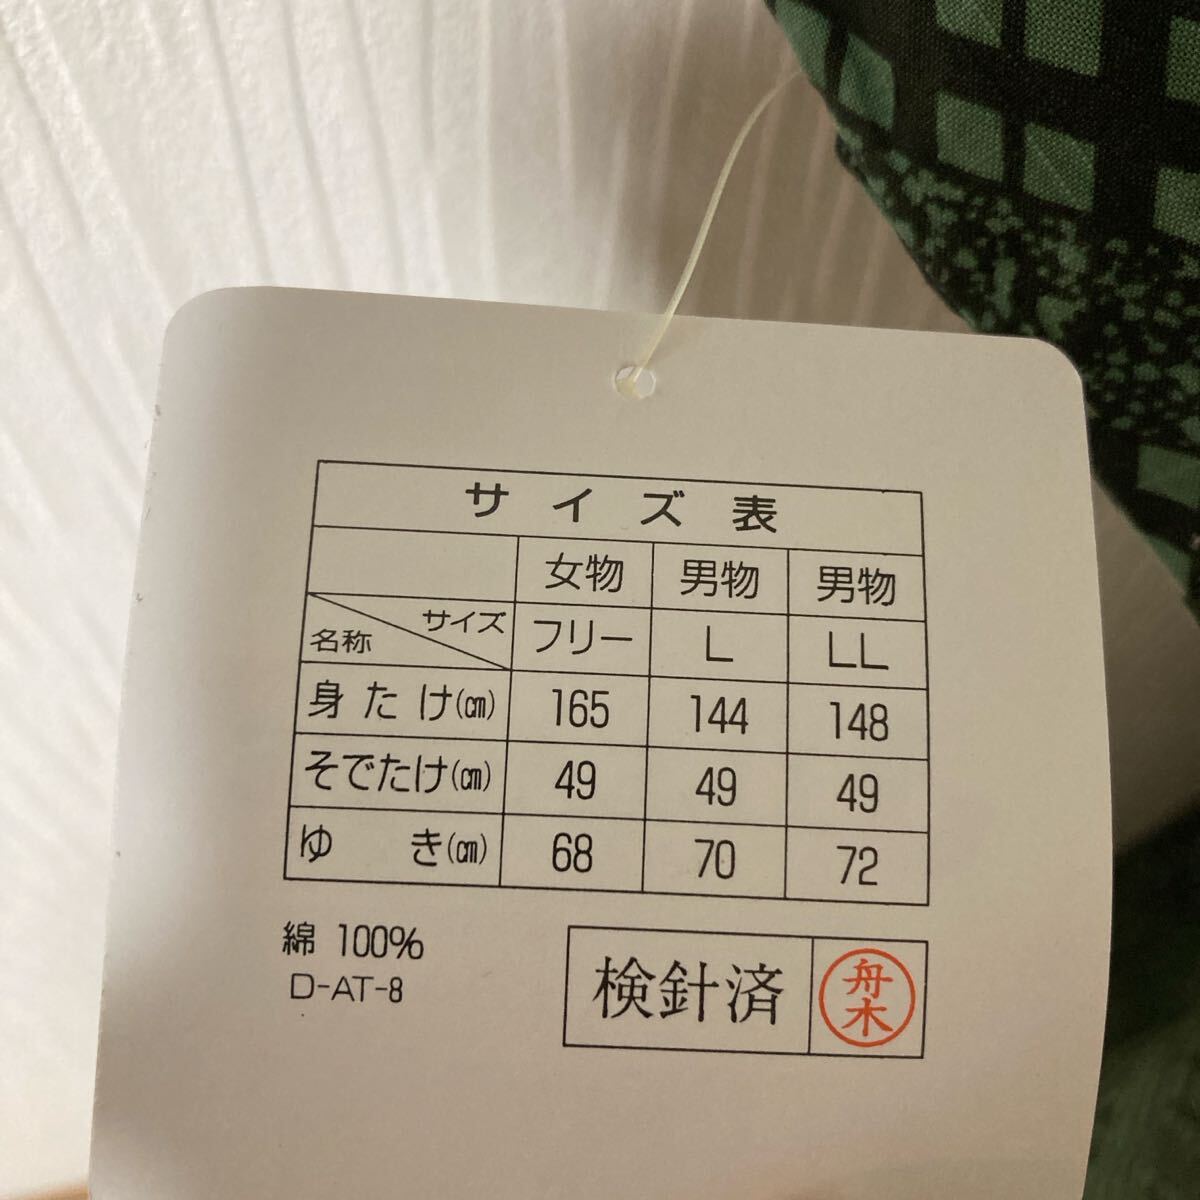 サイズ表
女物 男物 男物
サイズ
名称 フリー L LL
身たけ(㎝) 165 144 148
そでたけ(㎝) 49 49 49
ゆき(㎝) 68 70 72
綿 100%
D-AT-8
検針済 舟木